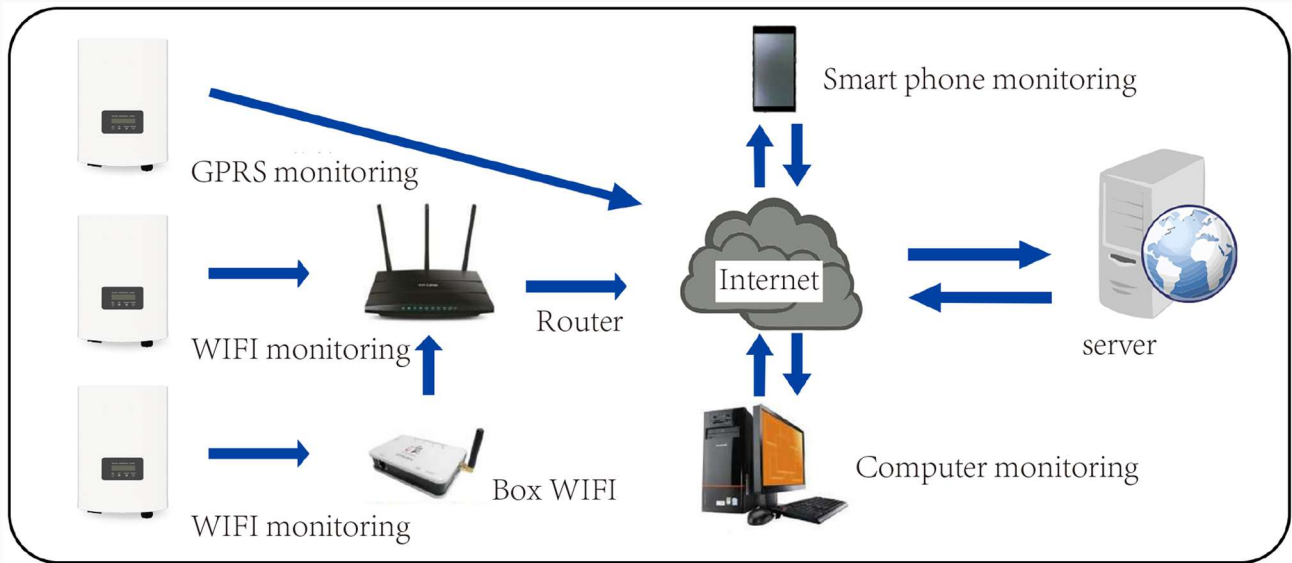 Smart phone monitoring
GPRS monitoring
Internet
Router
WIFI monitoring
server
Computer monitoring
Box WIFI
WIFI monitoring